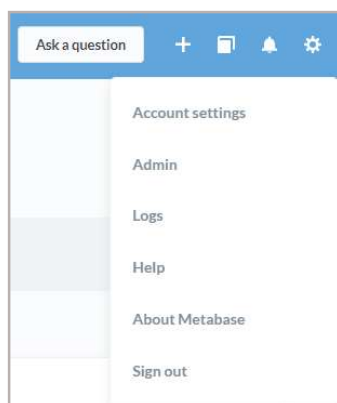 Ask a question
Account settings
Admin
Logs
Help
About Metabase
Sign out